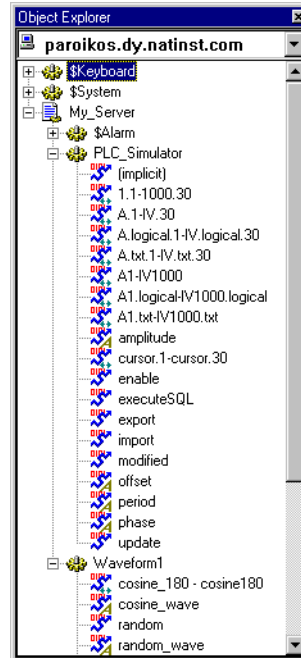 Object Explorer
paroikos.dy.natinst.com
$Keyboard
$System
My_Server
$Alarm
PLC_Simulator
(implicit)
1.1-1000.30
A.1-IV.30
A.logical.1-IV.logical.30
A.txt.1-IV.txt.30
A1-IV1000
A1.logical-IV1000.logical
A1.txt-IV1000.txt
amplitude
cursor.1-cursor.30
enable
executeSQL
export
import
modified
offset
period
phase
update
Waveform1
cosine_180 - cosine180
cosine_wave
random
random_wave